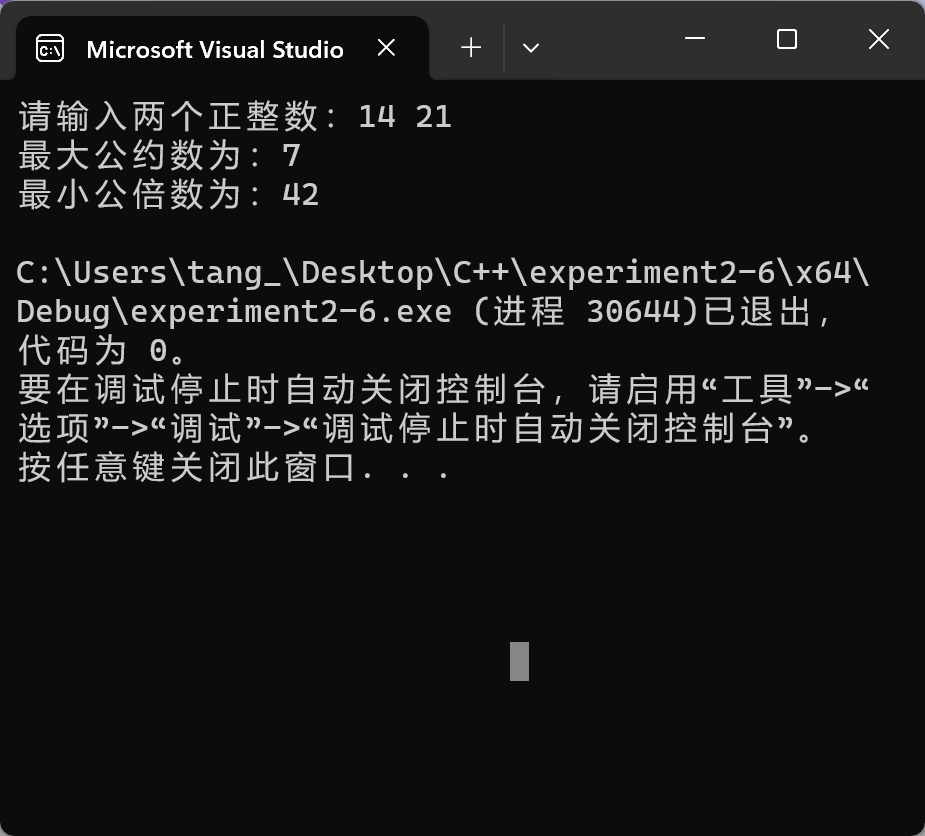 Microsoft Visual Studio
请输入两个正整数：14 21
最大公约数为：7
最小公倍数为：42
C:\Users\tang_\Desktop\C++\experiment2-6\x64\
Debug\experiment2-6.exe (进程 30644)已退出，
代码为 0。
要在调试停止时自动关闭控制台，请启用“工具”->“
选项”->“调试”->“调试停止时自动关闭控制台”。
按任意键关闭此窗口. . .